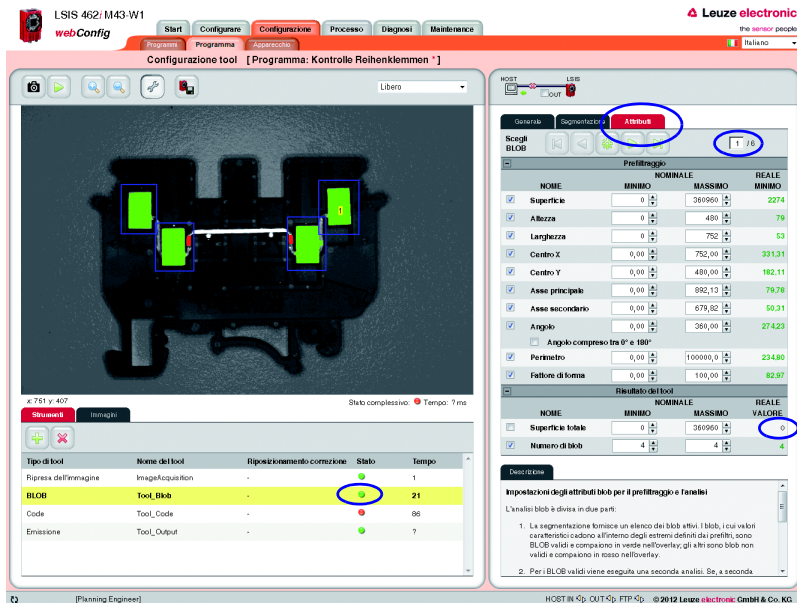 LSIS 462i M43-W1
webConfig
Start Configurare Configurazione Processo Diagnosi Maintenance
Leuze electronic
the sensor people
Programmi Programma Apparecchio
Italiano
Configurazione tool [ Programma: Kontrolle Reihenklemmen * ]
Libero
1
x: 751 y: 407
Stato complessivo: Tempo: ? ms
Strumenti Immagini
Tipo di tool Nome del tool Riposizionamento correzione Stato Tempo
Ripresa dell'immagine ImageAcquisition - 1
BLOB Tool_Blob - 21
Code Tool_Code - 86
Emissione Tool_Output - ?
HOST LSIS
OUT
Generale Segmentazione Attributi
Scegli
BLOB
1 / 6
Prefiltraggio
NOMINALE REALE
NOME MINIMO MASSIMO MINIMO
Superficie 0 360960 2274
Altezza 0 480 79
Larghezza 0 752 53
Centro X 0,00 752,00 331,31
Centro Y 0,00 480,00 182,11
Asse principale 0,00 892,13 79,78
Asse secondario 0,00 679,82 50,31
Angolo 0,00 360,00 274,23
Angolo compreso tra 0° e 180°
Perimetro 0,00 100000,0 234,80
Fattore di forma 0,00 100,00 82,97
Risultato del tool
NOMINALE REALE
NOME MINIMO MASSIMO VALORE
Superficie totale 0 360960 0
Numero di blob 4 4 4
Descrizione
Impostazioni degli attributi blob per il prefiltraggio e l'analisi
L'analisi blob è divisa in due parti:
1. La segmentazione fornisce un elenco dei blob attivi. I blob, i cui valori
caratteristici cadono all'interno degli estremi definiti dai prefiltri, sono
BLOB validi e compaiono in verde nell'overlay; gli altri sono blob non
validi e compaiono in rosso nell'overlay.
2. Per i BLOB validi viene eseguita una seconda analisi. Se, a seconda
[Planning Engineer]
HOST IN OUT FTP © 2012 Leuze electronic GmbH & Co. KG